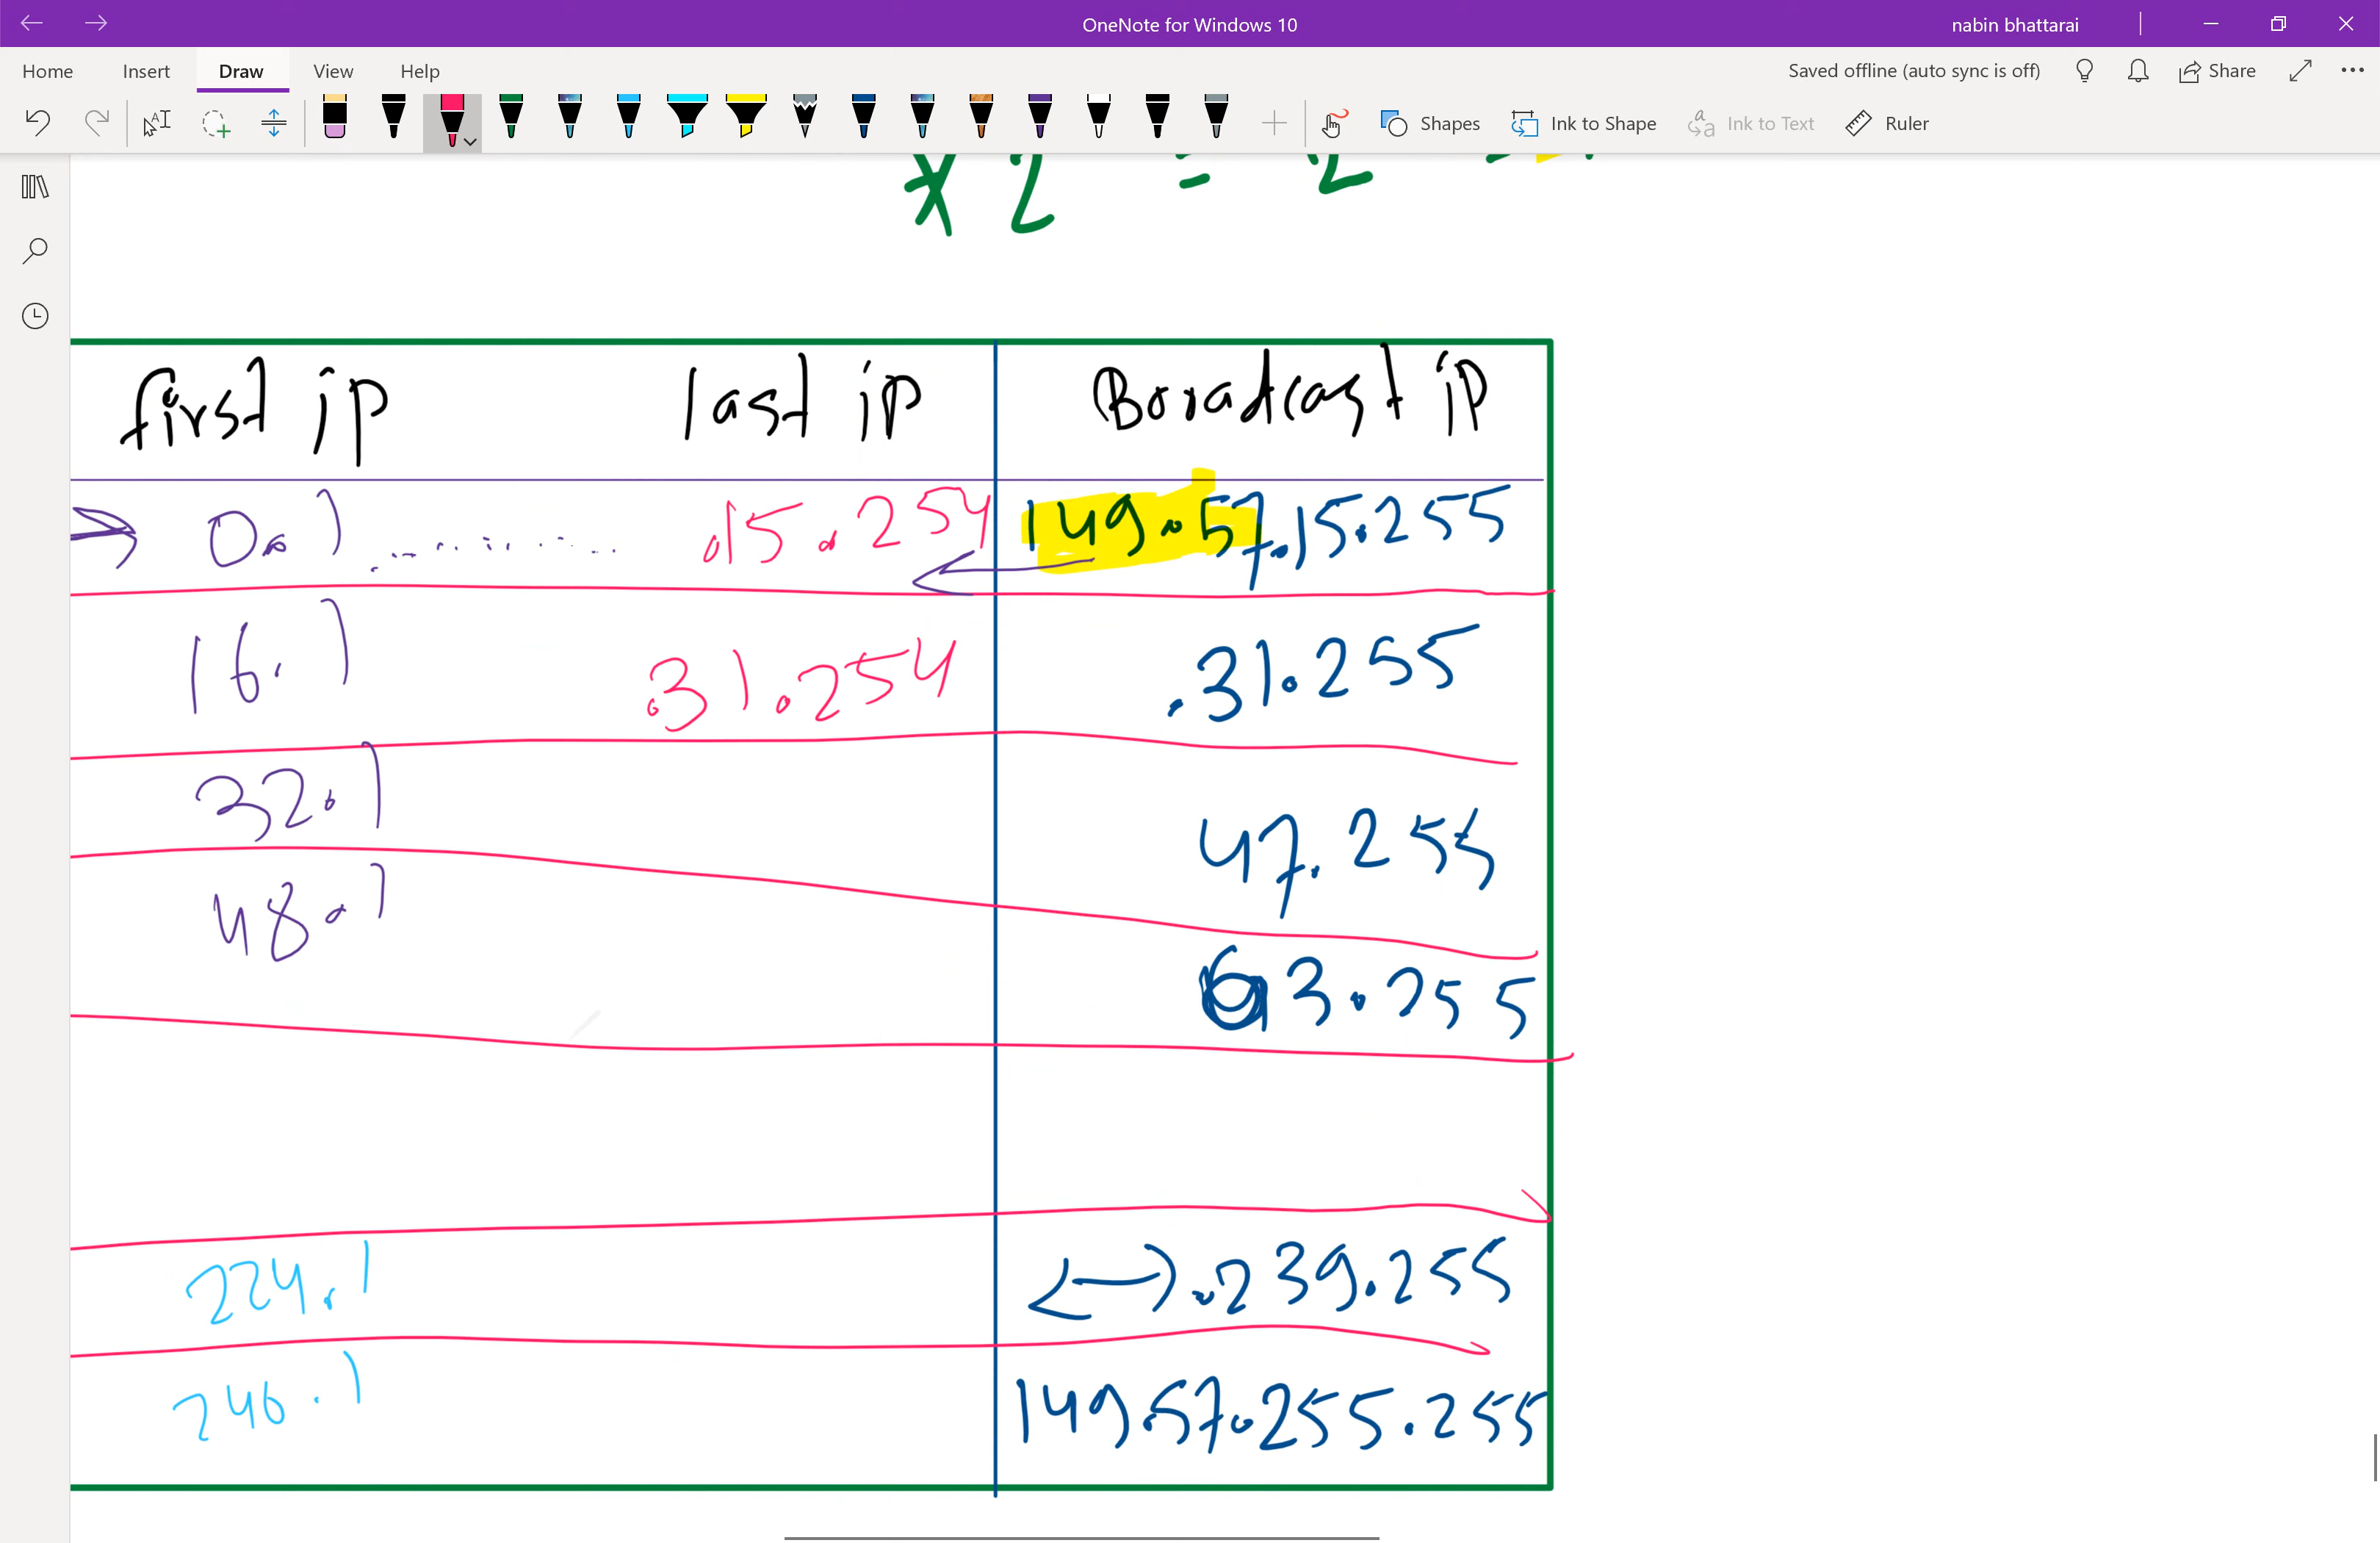 OneNote for Windows 10
nabin bhattarai
Home Insert Draw View Help
Saved offline (auto sync is off) Share
Shapes Ink to Shape Ink to Text Ruler
* 2 = 2
first ip last ip Boradcast ip
0.1 ............ .15.254 149.57.15.255
16.1 .31.254 .31.255
32.1 47.255
48.1 63.255
224.1 .239.255
240.1 149.57.255.255